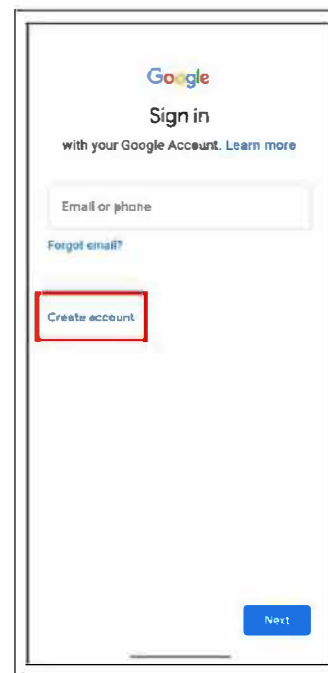 Google
Sign in
with your Google Account. Learn more
Email or phone
Forgot email?
Create account
Next